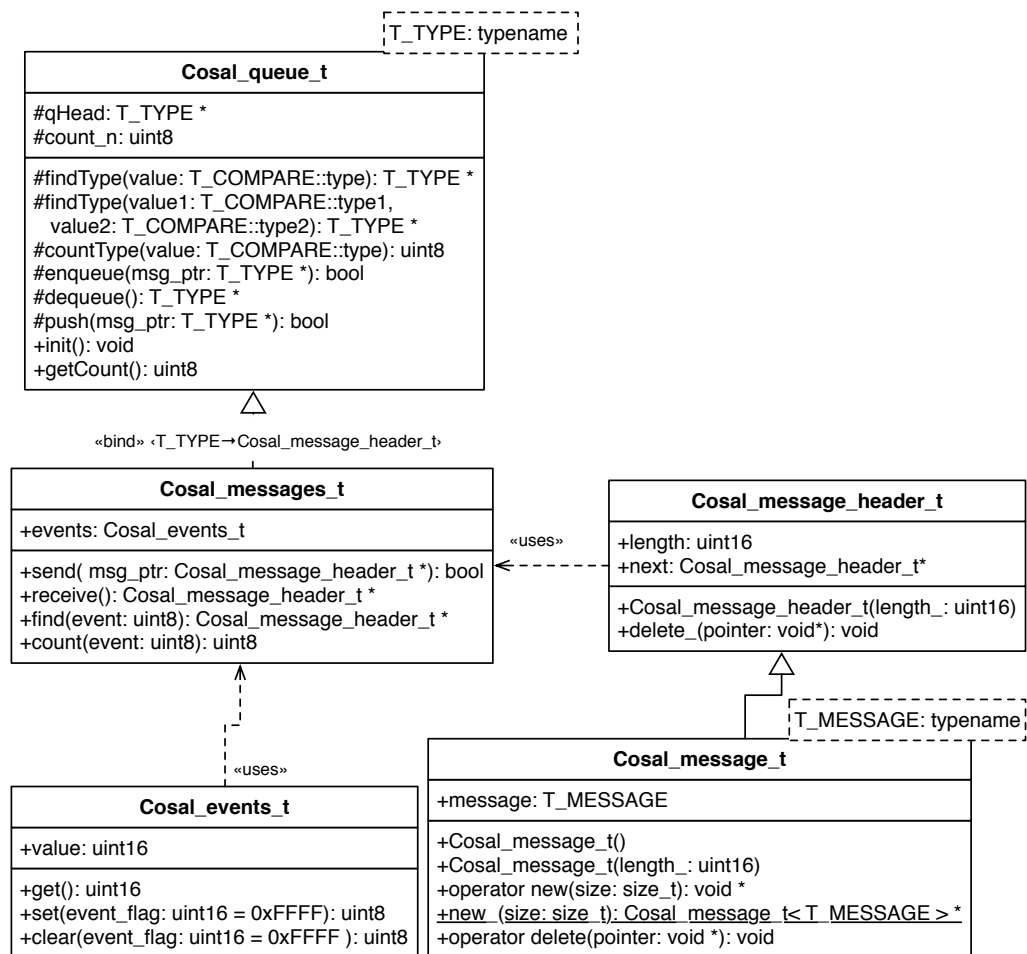 T_TYPE: typename
Cosal_queue_t
#qHead: T_TYPE *
#count_n: uint8
#findType(value: T_COMPARE::type): T_TYPE *
#findType(value1: T_COMPARE::type1,
value2: T_COMPARE::type2): T_TYPE *
#countType(value: T_COMPARE::type): uint8
#enqueue(msg_ptr: T_TYPE *): bool
#dequeue(): T_TYPE *
#push(msg_ptr: T_TYPE *): bool
+init(): void
+getCount(): uint8
«bind» ‹T_TYPE→Cosal_message_header_t›
Cosal_messages_t
+events: Cosal_events_t
+send( msg_ptr: Cosal_message_header_t *): bool
+receive(): Cosal_message_header_t *
+find(event: uint8): Cosal_message_header_t *
+count(event: uint8): uint8
«uses»
Cosal_message_header_t
+length: uint16
+next: Cosal_message_header_t*
+Cosal_message_header_t(length_: uint16)
+delete_(pointer: void*): void
«uses»
Cosal_events_t
+value: uint16
+get(): uint16
+set(event_flag: uint16 = 0xFFFF): uint8
+clear(event_flag: uint16 = 0xFFFF ): uint8
T_MESSAGE: typename
Cosal_message_t
+message: T_MESSAGE
+Cosal_message_t()
+Cosal_message_t(length_: uint16)
+operator new(size: size_t): void *
+new_(size: size_t): Cosal_message_t< T_MESSAGE > *
+operator delete(pointer: void *): void